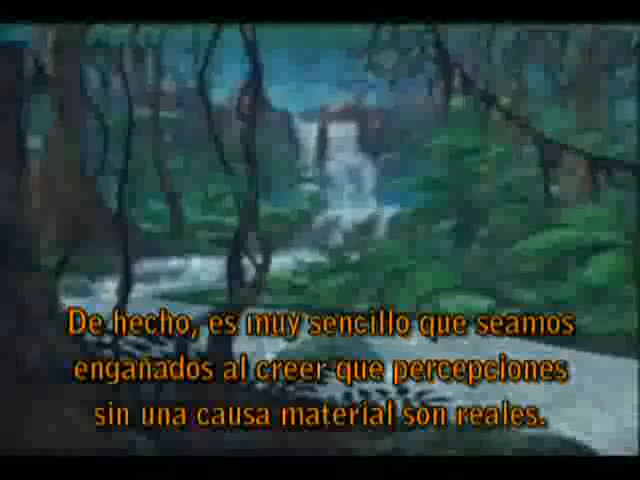 De hecho, es muy sencillo que seamos
engañados al creer que percepciones
sin una causa material son reales.